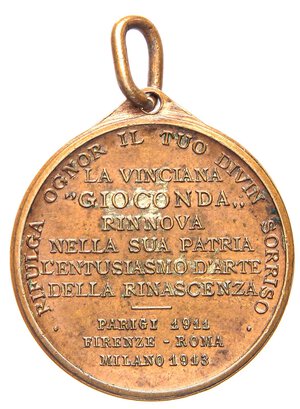 · RIFULGA OGNOR IL TUO DIVIN SORRISO ·
LA VINCIANA
"GIOCONDA,,
RINNOVA
NELLA SUA PATRIA
L'ENTUSIASMO D'ARTE
DELLA RINASCENZA
PARIGI 1911
FIRENZE - ROMA
MILANO 1913